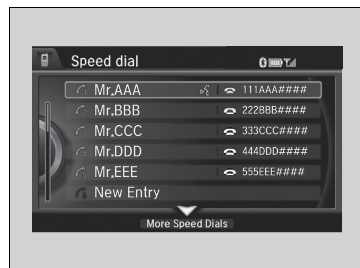 Speed dial
Mr.AAA 111AAA####
Mr.BBB 222BBB####
Mr.CCC 333CCC####
Mr.DDD 444DDD####
Mr.EEE 555EEE####
New Entry
More Speed Dials